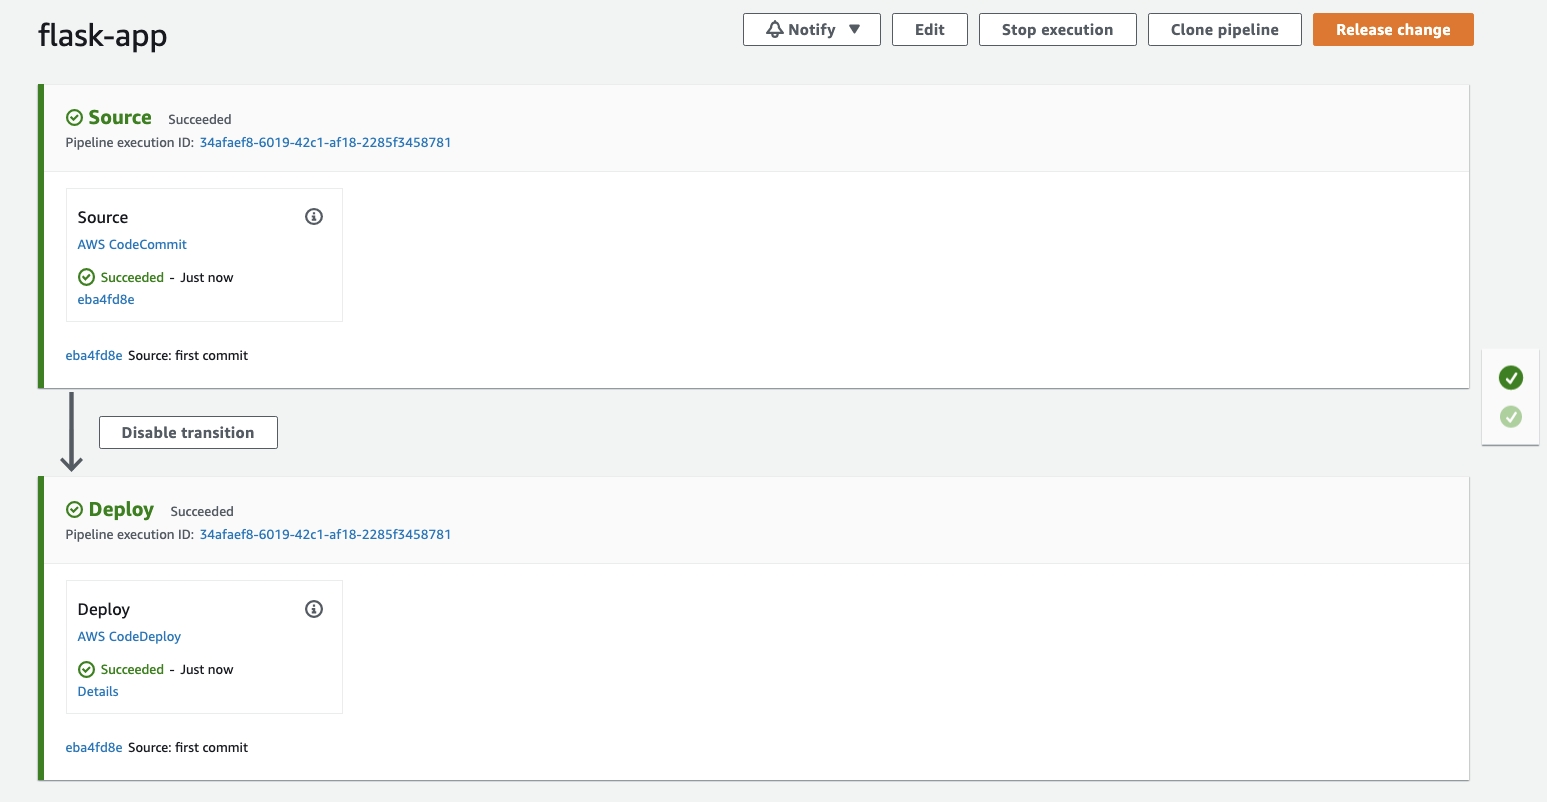 flask-app
Notify
Edit
Stop execution
Clone pipeline
Release change
Source Succeeded
Pipeline execution ID: 34afaef8-6019-42c1-af18-2285f3458781
Source
AWS CodeCommit
Succeeded - Just now
eba4fd8e
eba4fd8e Source: first commit
Disable transition
Deploy Succeeded
Pipeline execution ID: 34afaef8-6019-42c1-af18-2285f3458781
Deploy
AWS CodeDeploy
Succeeded - Just now
Details
eba4fd8e Source: first commit